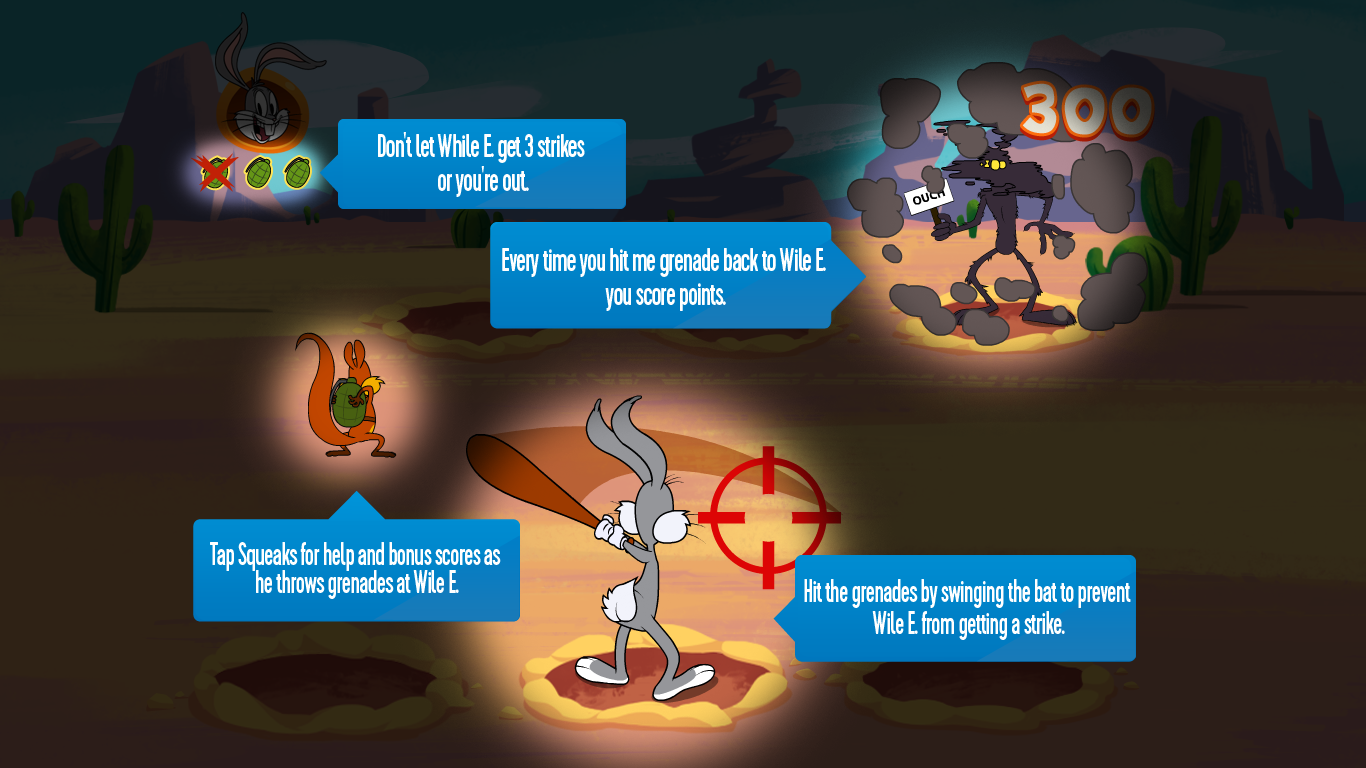 300
Don't let While E. get 3 strikes
or you're out.
OUCH
Every time you hit me grenade back to Wile E.
you score points.
Tap Squeaks for help and bonus scores as
he throws grenades at Wile E.
Hit the grenades by swinging the bat to prevent
Wile E. from getting a strike.